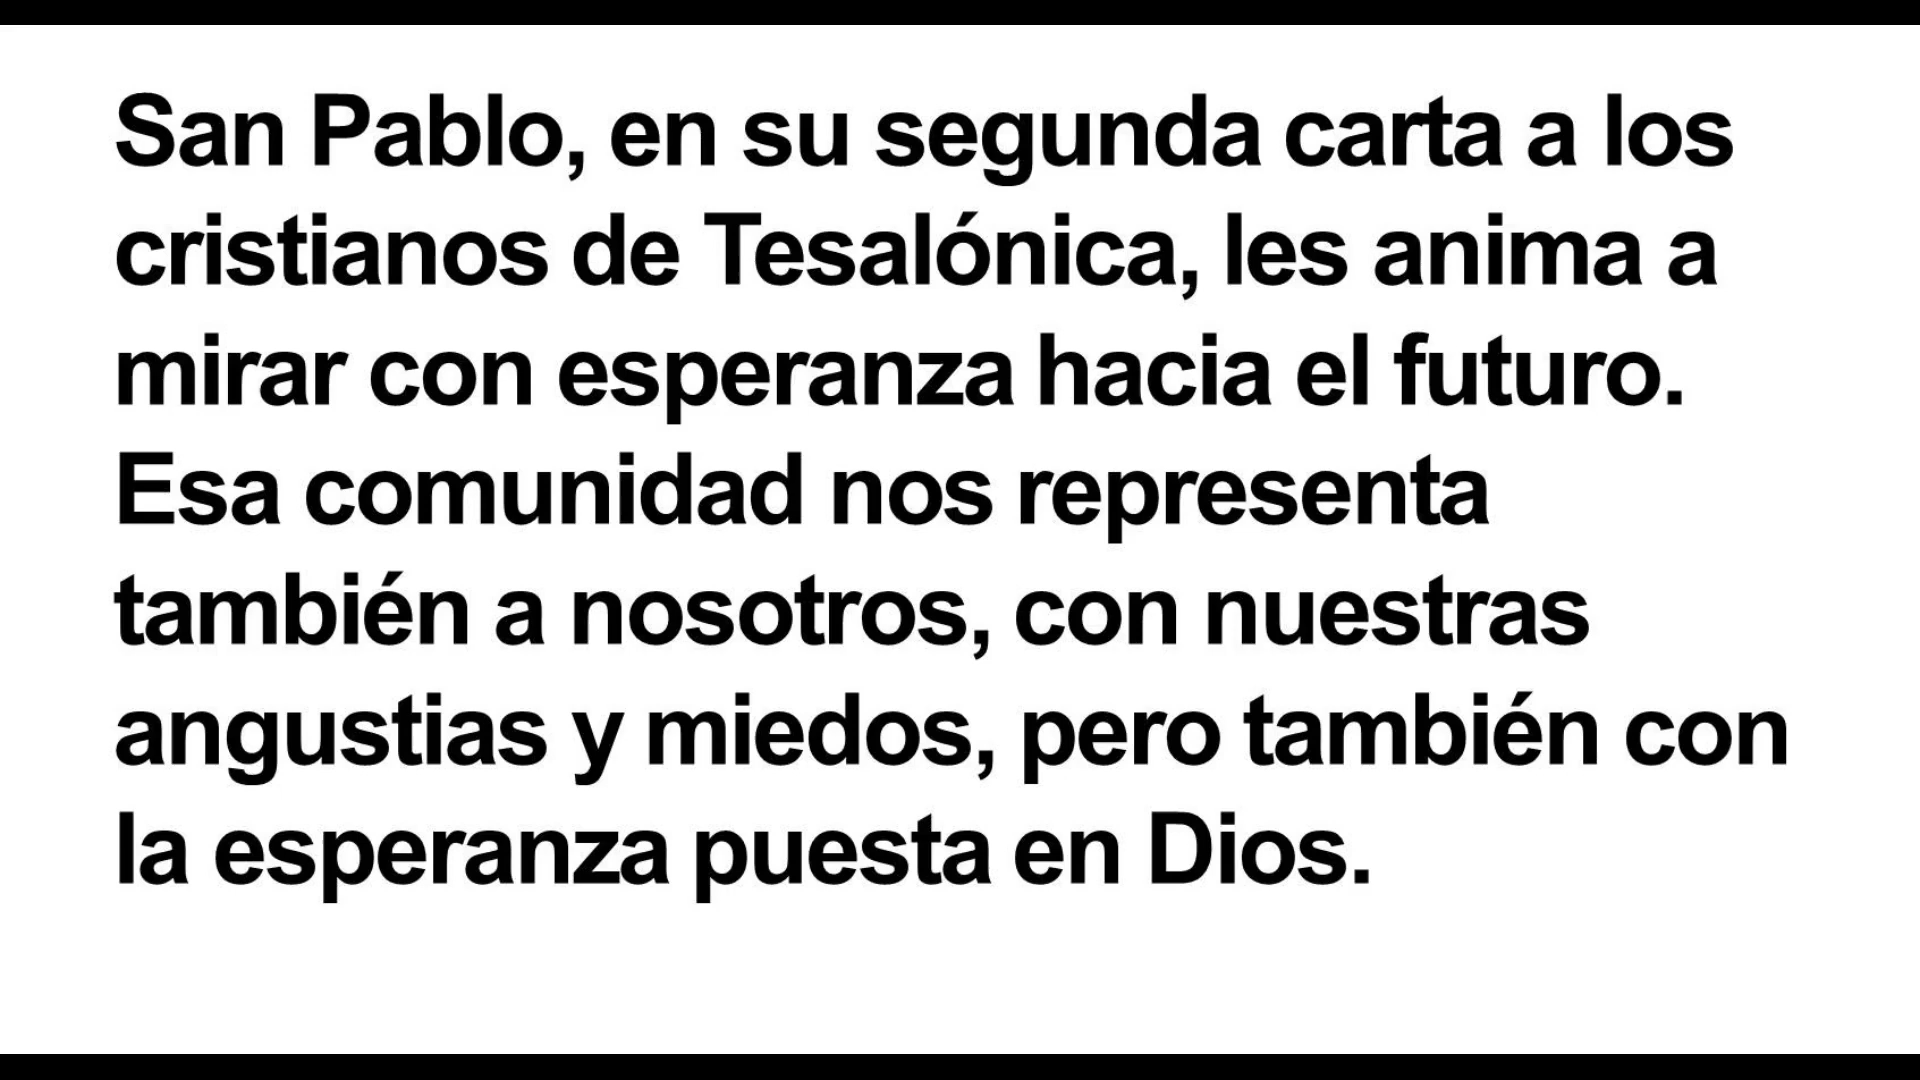 San Pablo, en su segunda carta a los
cristianos de Tesalónica, les anima a
mirar con esperanza hacia el futuro.
Esa comunidad nos representa
también a nosotros, con nuestras
angustias y miedos, pero también con
la esperanza puesta en Dios.